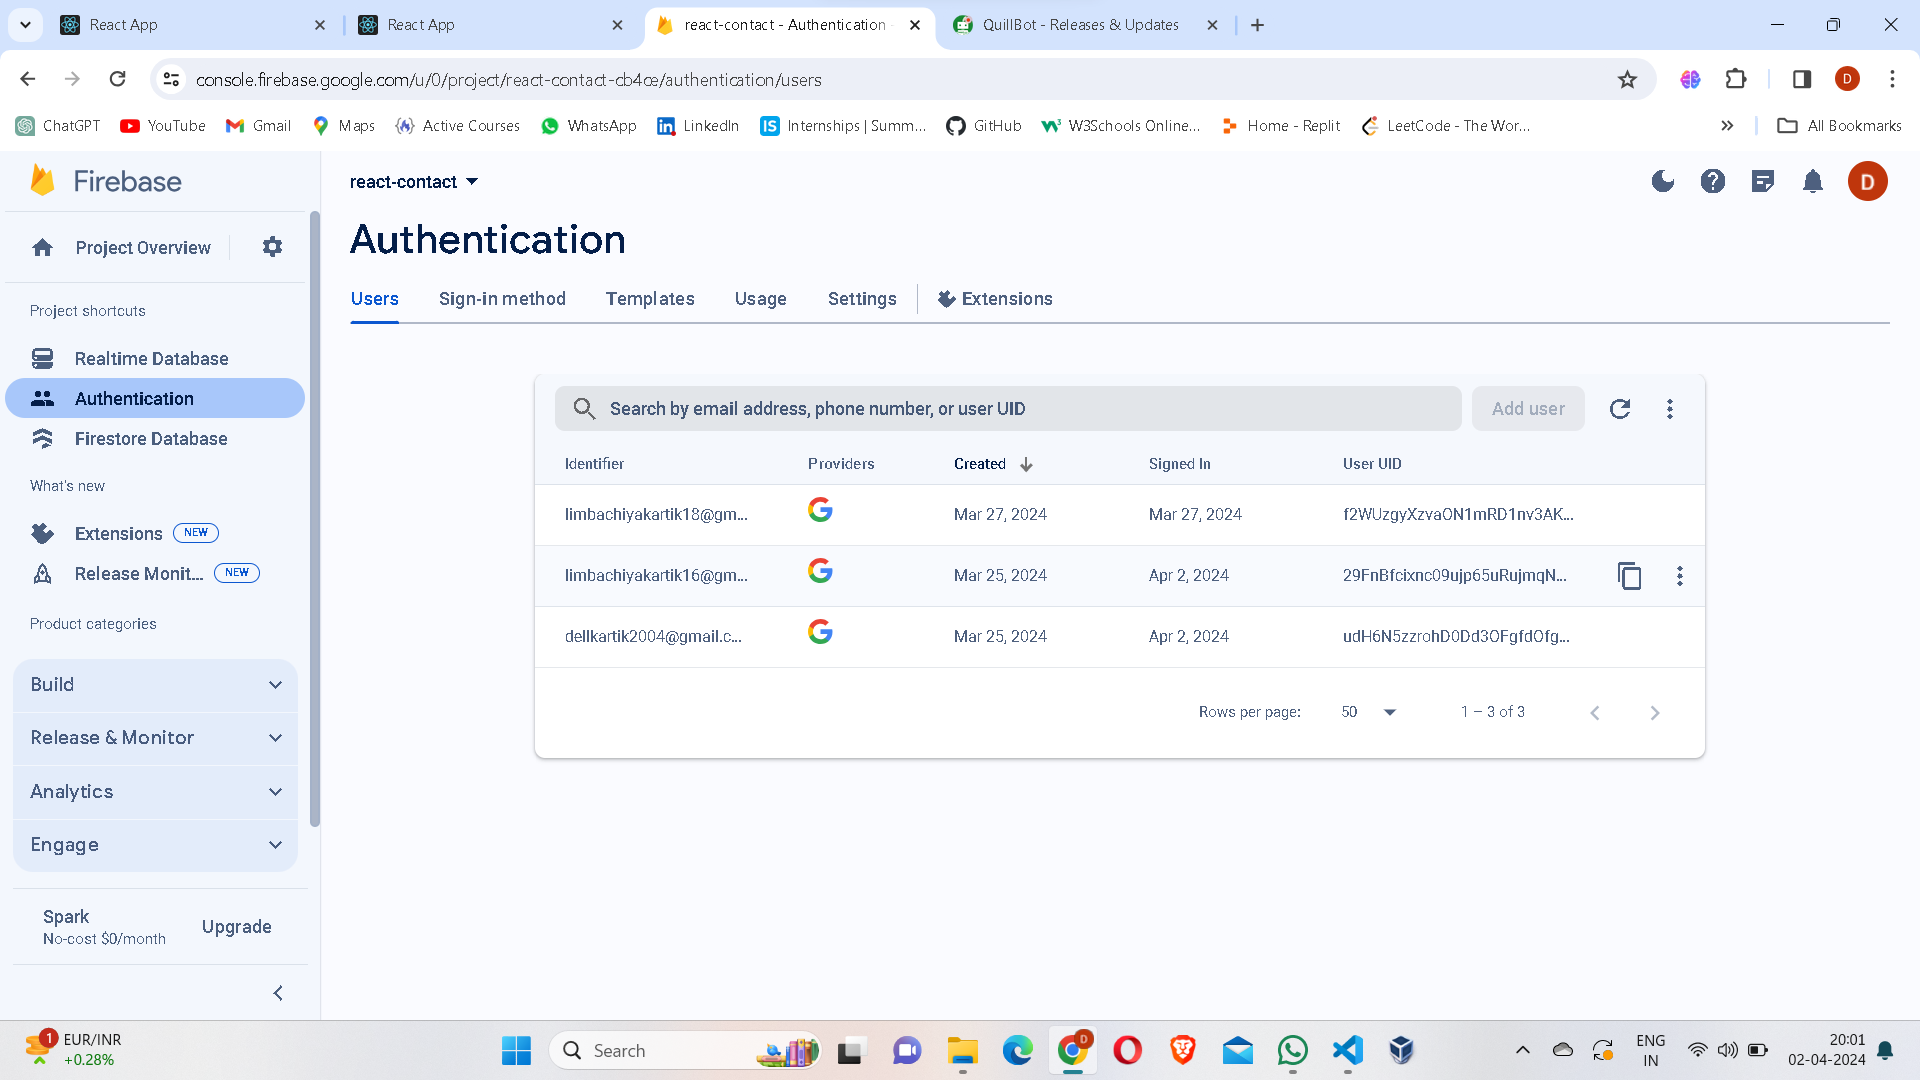 React App
React App
react-contact - Authentication -
QuillBot - Releases & Updates
console.firebase.google.com/u/0/project/react-contact-cb4ce/authentication/users
D
ChatGPT
YouTube
Gmail
Maps
Active Courses
WhatsApp
LinkedIn
Internships | Summ...
GitHub
W3Schools Online...
Home - Replit
LeetCode - The Wor...
All Bookmarks
Firebase
react-contact
D
Project Overview
Authentication
Users
Sign-in method
Templates
Usage
Settings
Extensions
Project shortcuts
Realtime Database
Authentication
Firestore Database
What's new
Extensions NEW
Release Monit... NEW
Product categories
Build
Release & Monitor
Analytics
Engage
Spark
No-cost $0/month
Upgrade
Search by email address, phone number, or user UID
Add user
Identifier Providers Created Signed In User UID
limbachiyakartik18@gm... Mar 27, 2024 Mar 27, 2024 f2WUzgyXzvaON1mRD1nv3AK...
limbachiyakartik16@gm... Mar 25, 2024 Apr 2, 2024 29FnBfcixnc09ujp65uRujmqN...
dellkartik2004@gmail.c... Mar 25, 2024 Apr 2, 2024 udH6N5zzrohD0Dd3OFgfdOfg...
Rows per page: 50 1 – 3 of 3
1
EUR/INR
+0.28%
Search
D
ENG
IN
20:01
02-04-2024